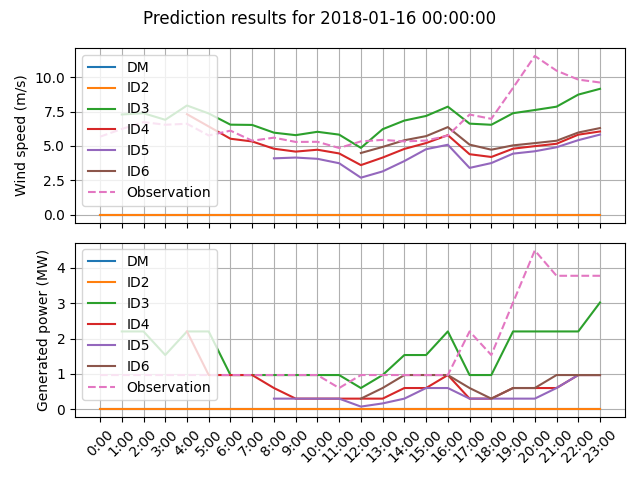 Prediction results for 2018-01-16 00:00:00
Wind speed (m/s)
10.0
7.5
5.0
2.5
0.0
DM
ID2
ID3
ID4
ID5
ID6
Observation
Generated power (MW)
4
3
2
1
0
DM
ID2
ID3
ID4
ID5
ID6
Observation
0:00 1:00 2:00 3:00 4:00 5:00 6:00 7:00 8:00 9:00 10:00 11:00 12:00 13:00 14:00 15:00 16:00 17:00 18:00 19:00 20:00 21:00 22:00 23:00